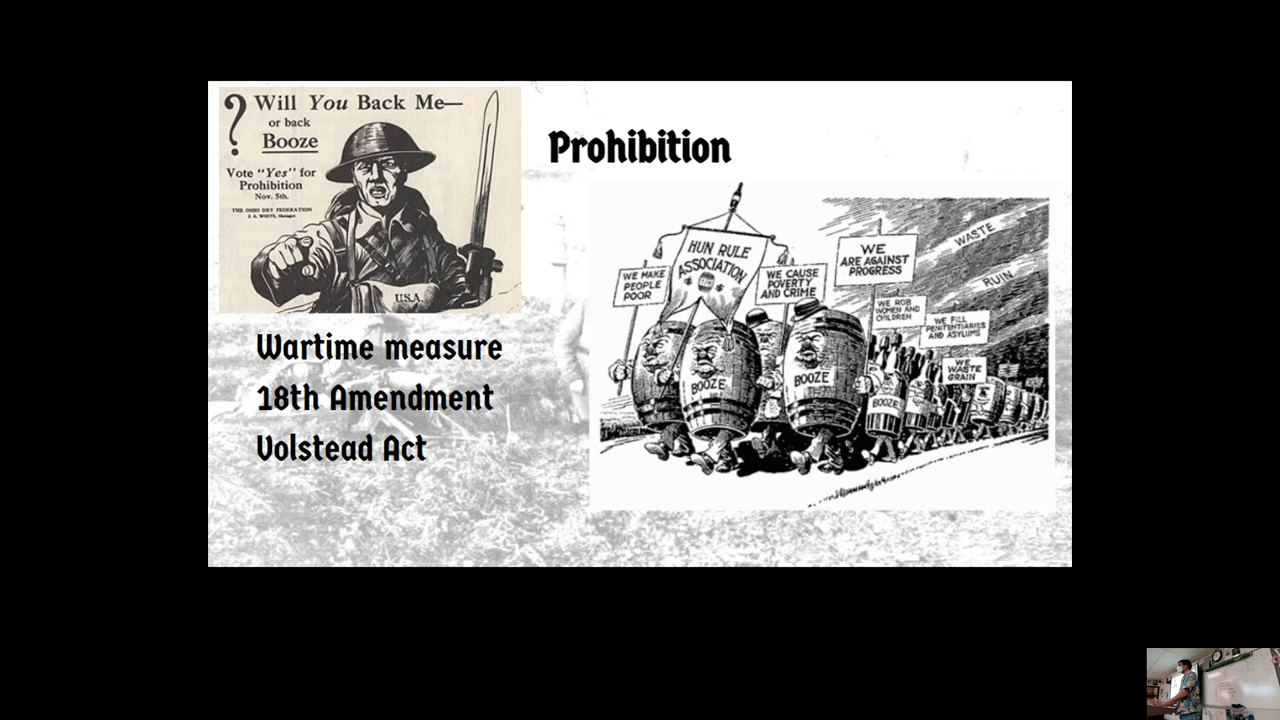 ? Will You Back Me—
or back
Booze
Vote "Yes" for
Prohibition
Nov. 5th.
THE OHIO DRY FEDERATION
J. A. WHITE, Manager
U.S.A.
Prohibition
Wartime measure
18th Amendment
Volstead Act
HUN RULE
ASSOCIATION
WE MAKE
PEOPLE
POOR
WE CAUSE
POVERTY
AND CRIME
WE
ARE AGAINST
PROGRESS
WASTE
RUIN
WE ROB
WOMEN AND
CHILDREN
WE FILL
PENITENTIARIES
AND ASYLUMS
WE
WASTE
GRAIN
BOOZE
BOOZE
BOOZE